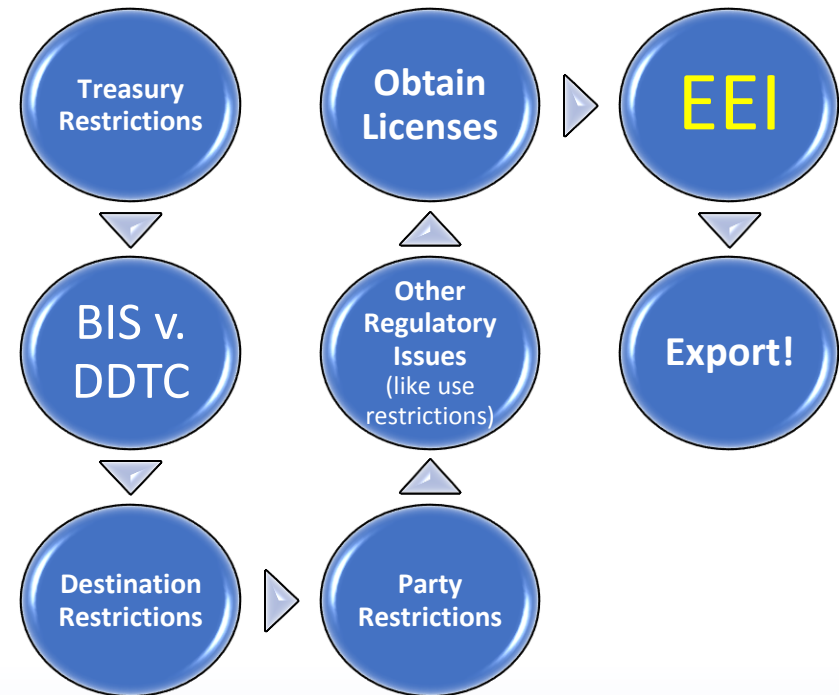 Treasury
Restrictions
BIS v.
DDTC
Destination
Restrictions
Party
Restrictions
Other
Regulatory
Issues
(like use
restrictions)
Obtain
Licenses
EEI
Export!